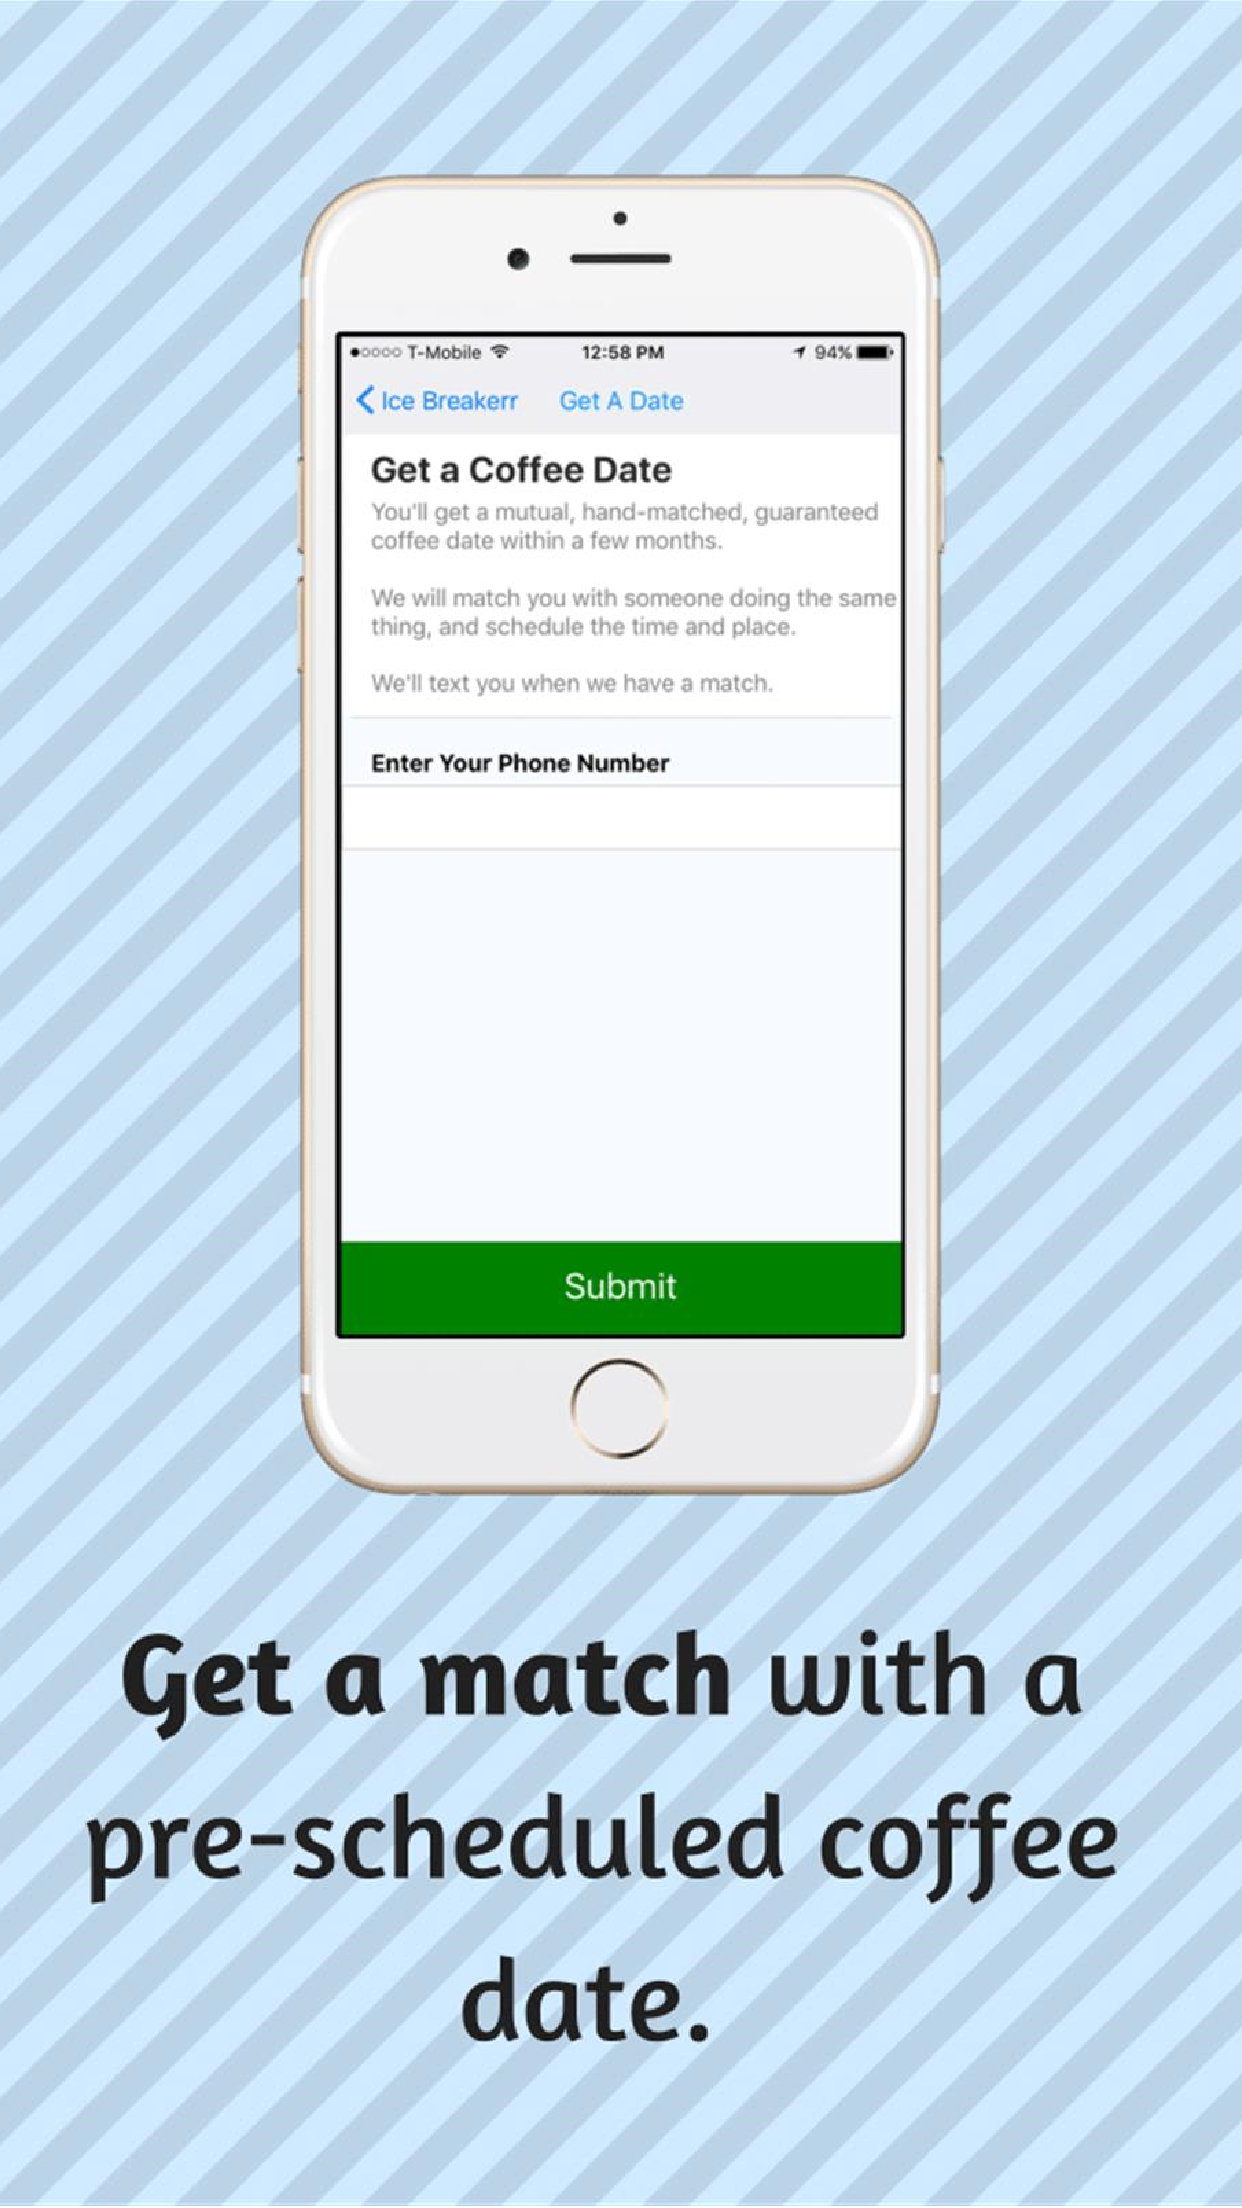 T-Mobile 12:58 PM 94%
Ice Breakerr Get A Date
Get a Coffee Date
You'll get a mutual, hand-matched, guaranteed
coffee date within a few months.
We will match you with someone doing the same
thing, and schedule the time and place.
We'll text you when we have a match.
Enter Your Phone Number
Submit
Get a match with a
pre-scheduled coffee
date.